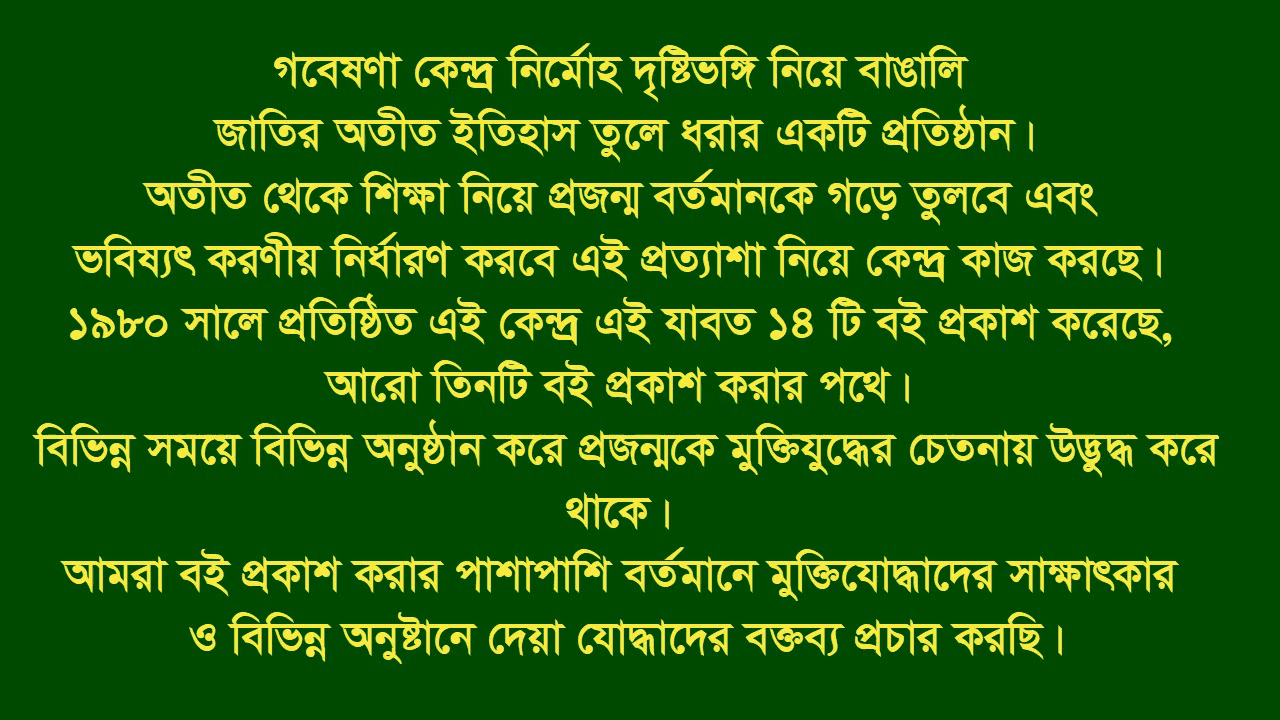 গবেষণা কেন্দ্র নির্মোহ দৃষ্টিভঙ্গি নিয়ে বাঙালি
জাতির অতীত ইতিহাস তুলে ধরার একটি প্রতিষ্ঠান।
অতীত থেকে শিক্ষা নিয়ে প্রজন্ম বর্তমানকে গড়ে তুলবে এবং
ভবিষ্যৎ করণীয় নির্ধারণ করবে এই প্রত্যাশা নিয়ে কেন্দ্র কাজ করছে।
১৯৮০ সালে প্রতিষ্ঠিত এই কেন্দ্র এই যাবত ১৪ টি বই প্রকাশ করেছে,
আরো তিনটি বই প্রকাশ করার পথে।
বিভিন্ন সময়ে বিভিন্ন অনুষ্ঠান করে প্রজন্মকে মুক্তিযুদ্ধের চেতনায় উদ্ভুদ্ধ করে
থাকে।
আমরা বই প্রকাশ করার পাশাপাশি বর্তমানে মুক্তিযোদ্ধাদের সাক্ষাৎকার
ও বিভিন্ন অনুষ্টানে দেয়া যোদ্ধাদের বক্তব্য প্রচার করছি।